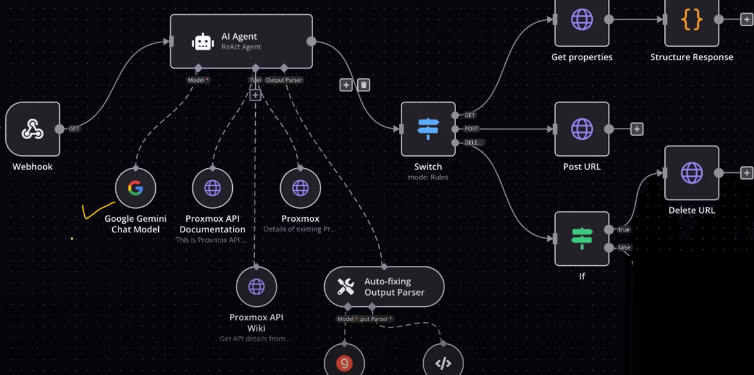 AI Agent
ReAct Agent
Model *
Tool
Output Parser
GET
Webhook
Google Gemini
Chat Model
Proxmox API
Documentation
This is Proxmox API ...
Proxmox
Details of existing Pr...
Proxmox API
Wiki
Get API details from ...
Auto-fixing
Output Parser
Model *
put Parser *
Switch
mode: Rules
GET
POST
DELE...
Get properties
{}
Structure Response
Post URL
Delete URL
If
true
false